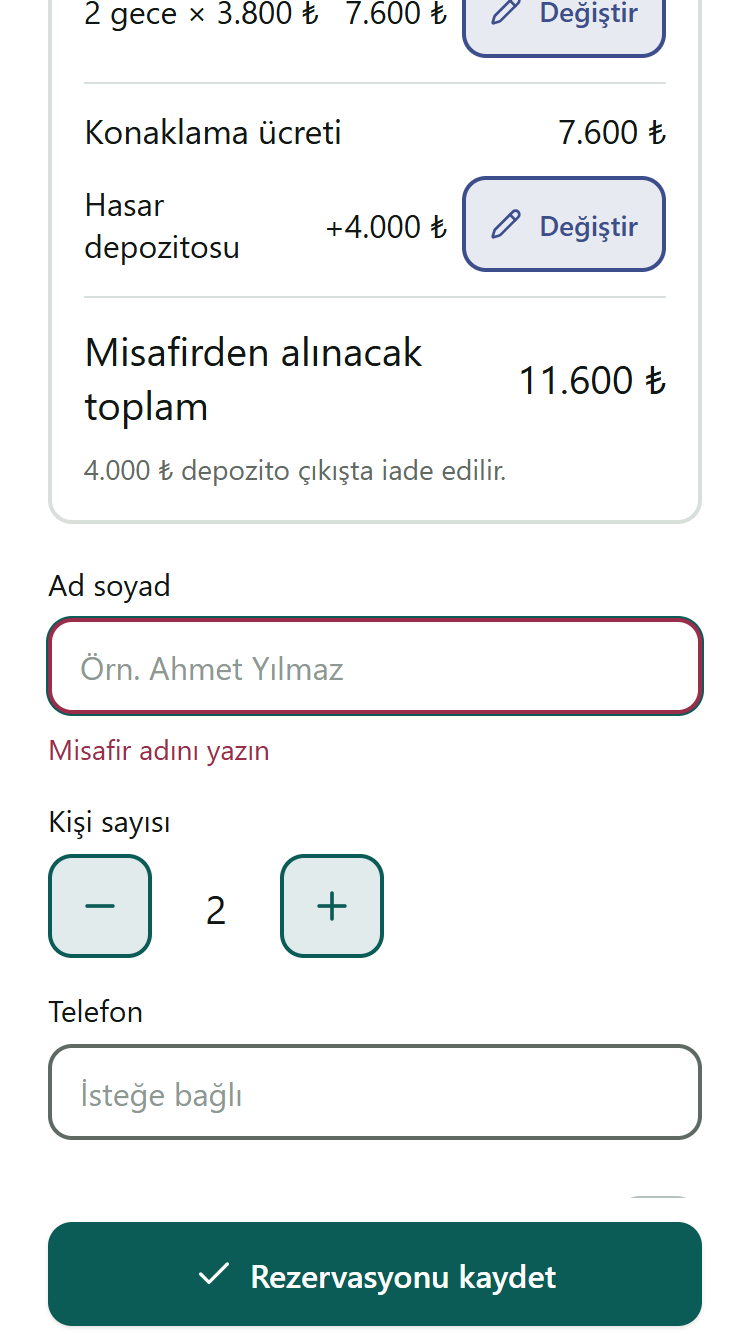 2 gece × 3.800 ₺ 7.600 ₺ Değiştir
Konaklama ücreti 7.600 ₺
Hasar depozitosu +4.000 ₺ Değiştir
Misafirden alınacak toplam 11.600 ₺
4.000 ₺ depozito çıkışta iade edilir.
Ad soyad
Örn. Ahmet Yılmaz
Misafir adını yazın
Kişi sayısı
− 2 +
Telefon
İsteğe bağlı
Rezervasyonu kaydet